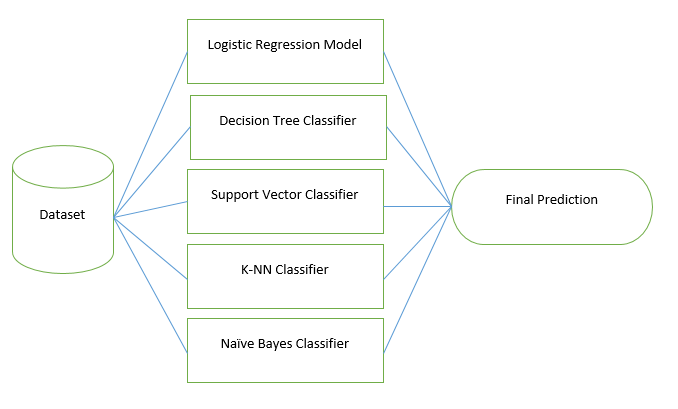 Logistic Regression Model
Decision Tree Classifier
Support Vector Classifier
Dataset
Final Prediction
K-NN Classifier
Naïve Bayes Classifier